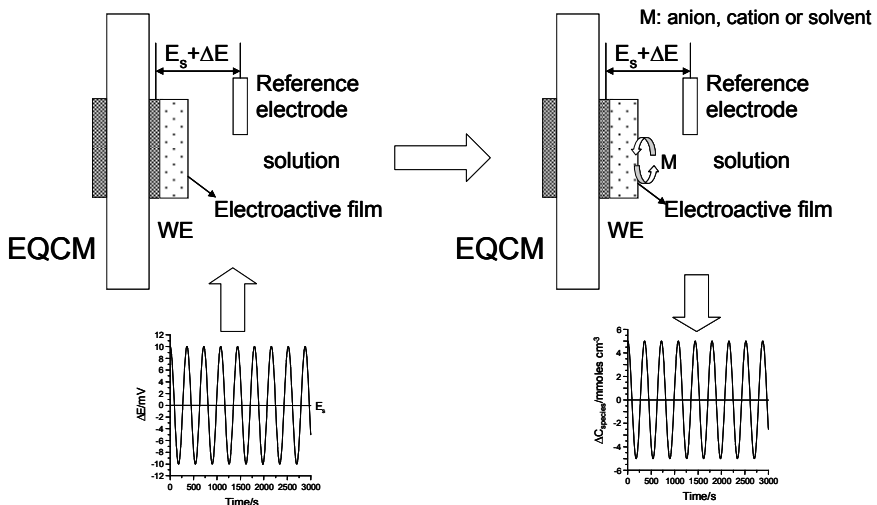 M: anion, cation or solvent
Es+ΔE
Reference
electrode
solution
Electroactive film
WE
EQCM
Es+ΔE
Reference
electrode
M
solution
Electroactive film
WE
EQCM
12
10
8
6
4
2
0
-2
-4
-6
-8
-10
-12
ΔE/mV
Es
0 500 1000 1500 2000 2500 3000
Time/s
6
4
2
0
-2
-4
-6
ΔCspecies/mmoles cm-3
0 500 1000 1500 2000 2500 3000
Time/s